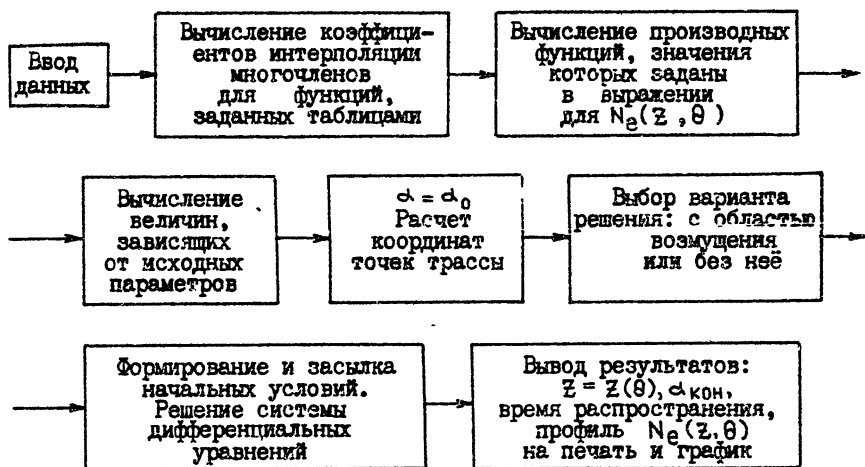 Ввод
данных
Вычисление коэффици-
ентов интерполяции
многочленов
для функций,
заданных таблицами
Вычисление производных
функций, значения
которых заданы
в выражении
для Nₑ(Z,θ)
Вычисление
величин,
зависящих
от исходных
параметров
α = α₀
Расчет
координат
точек трассы
Выбор варианта
решения: с областью
возмущения
или без неё
Формирование и засылка
начальных условий.
Решение системы
дифференциальных
уравнений
Вывод результатов:
Z = Z(θ), α кон,
время распространения,
профиль Nₑ(Z,θ)
на печать и график